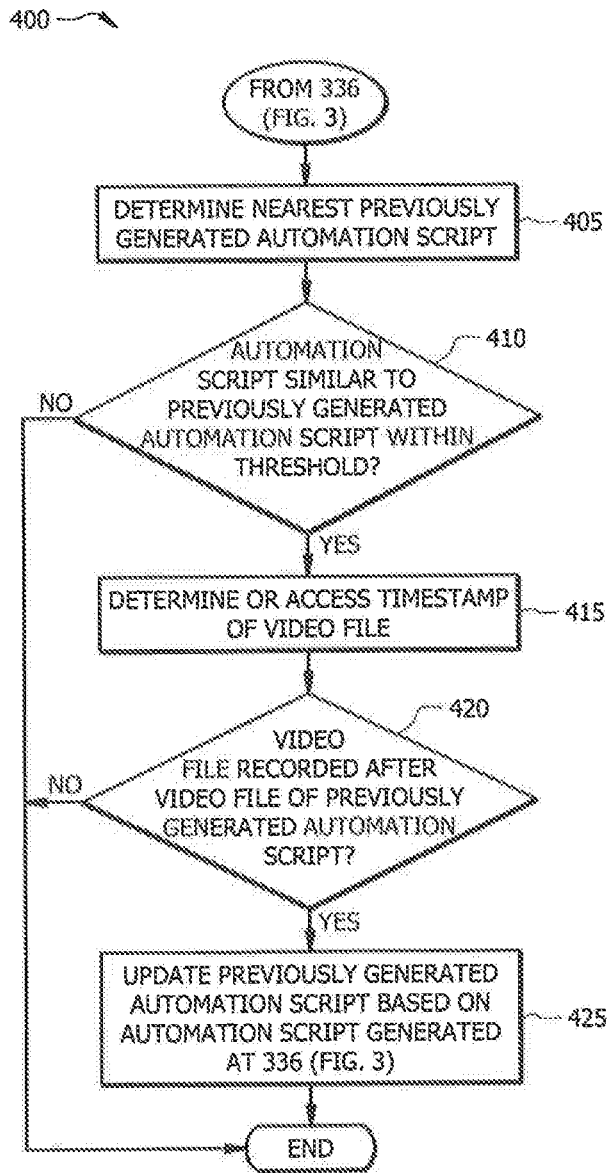 400
FROM 336
(FIG. 3)
DETERMINE NEAREST PREVIOUSLY
GENERATED AUTOMATION SCRIPT
405
AUTOMATION
SCRIPT SIMILAR TO
PREVIOUSLY GENERATED
AUTOMATION SCRIPT WITHIN
THRESHOLD?
410
NO
YES
DETERMINE OR ACCESS TIMESTAMP
OF VIDEO FILE
415
VIDEO
FILE RECORDED AFTER
VIDEO FILE OF PREVIOUSLY
GENERATED AUTOMATION
SCRIPT?
420
NO
YES
UPDATE PREVIOUSLY GENERATED
AUTOMATION SCRIPT BASED ON
AUTOMATION SCRIPT GENERATED
AT 336 (FIG. 3)
425
END